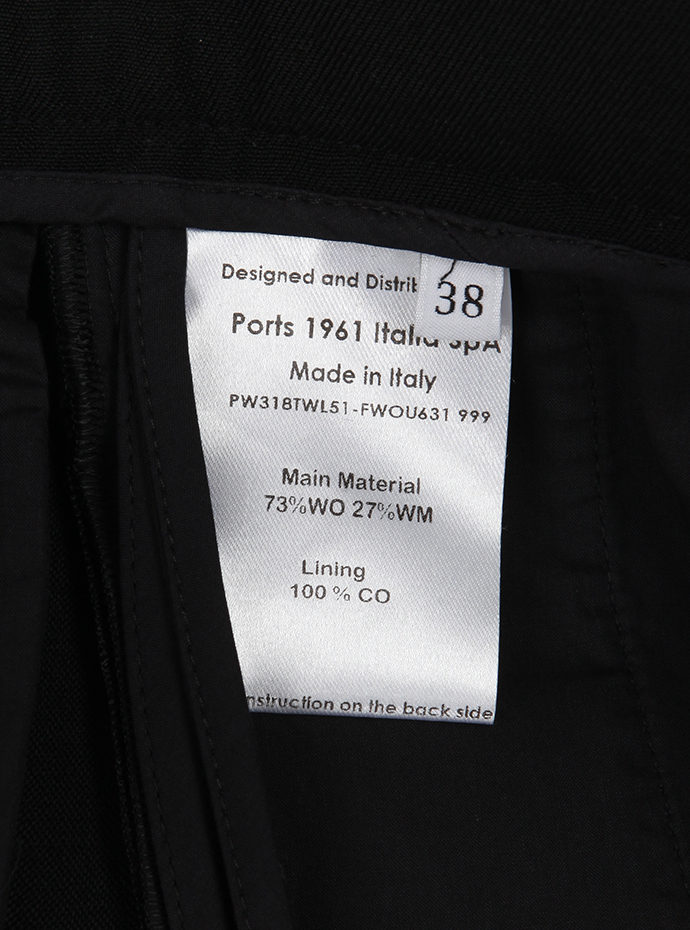 Designed and Distrib
38
Ports 1961 Italia SpA
Made in Italy
PW318TWL51-FWOU631 999
Main Material
73%WO 27%WM
Lining
100 % CO
nstruction on the back side